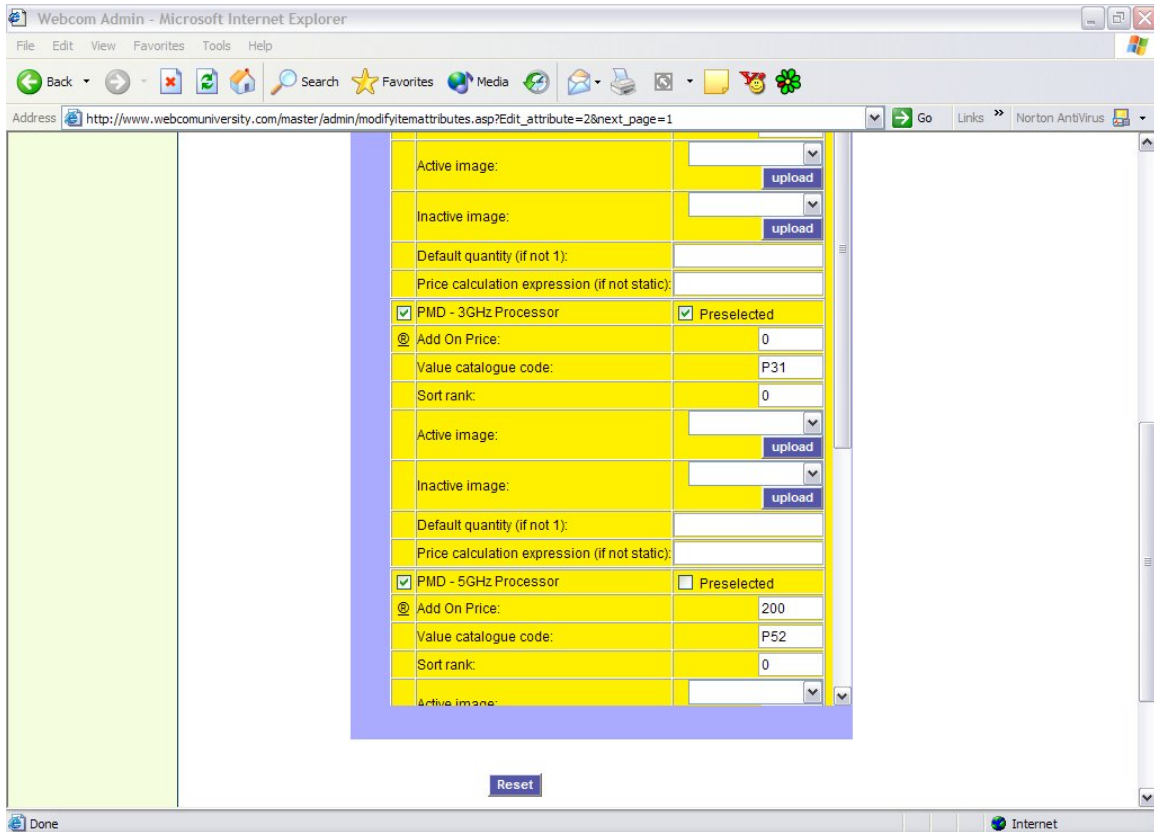 Webcom Admin - Microsoft Internet Explorer
File Edit View Favorites Tools Help
Back Search Favorites Media
Address http://www.webcomuniversity.com/master/admin/modifyitemattributes.asp?Edit_attribute=2&next_page=1 Go Links » Norton AntiVirus
Active image:
upload
Inactive image:
upload
Default quantity (if not 1):
Price calculation expression (if not static):
PMD - 3GHz Processor Preselected
® Add On Price: 0
Value catalogue code: P31
Sort rank: 0
Active image:
upload
Inactive image:
upload
Default quantity (if not 1):
Price calculation expression (if not static):
PMD - 5GHz Processor Preselected
® Add On Price: 200
Value catalogue code: P52
Sort rank: 0
Active image:
Reset
Done Internet